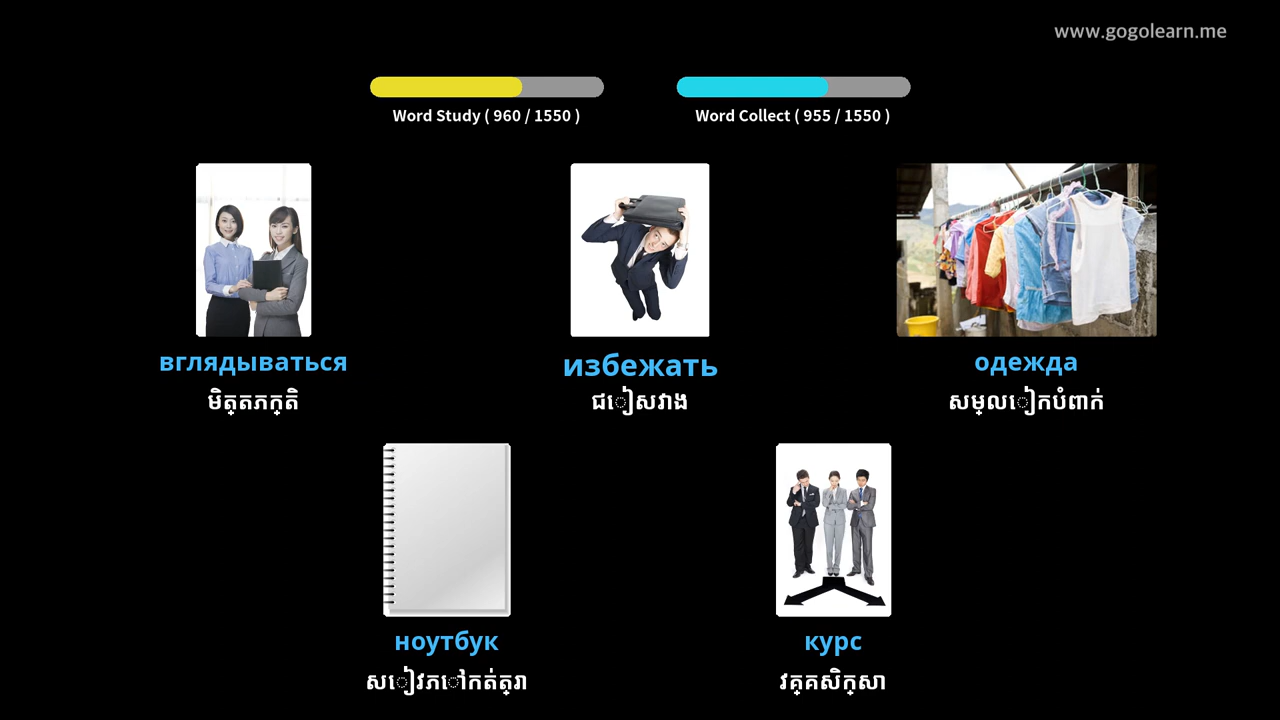 www.gogolearn.me
Word Study ( 960 / 1550 )
Word Collect ( 955 / 1550 )
вглядываться
មិត្តភក្តិ
избежать
ជៀសវាង
одежда
សម្លៀកបំពាក់
ноутбук
សៀវភៅកត់ត្រា
курс
វគ្គសិក្សា